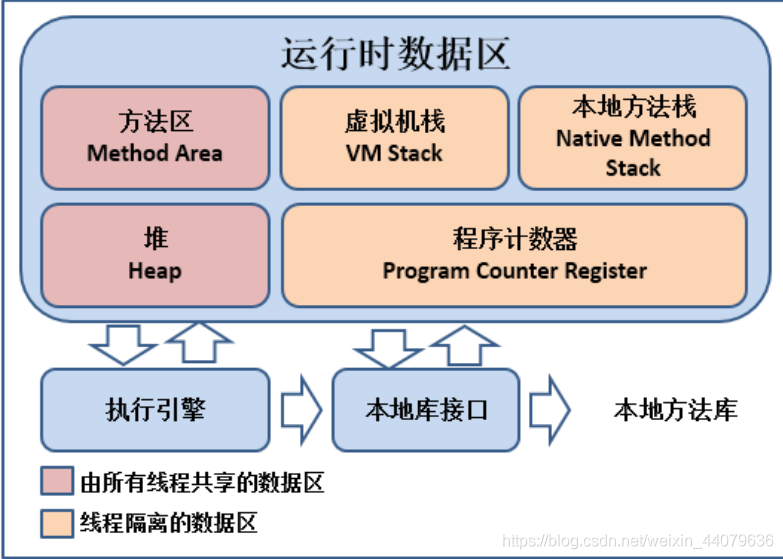 运行时数据区
方法区
Method Area
虚拟机栈
VM Stack
本地方法栈
Native Method
Stack
堆
Heap
程序计数器
Program Counter Register
执行引擎
本地库接口
本地方法库
由所有线程共享的数据区
线程隔离的数据区
https://blog.csdn.net/weixin_44079636